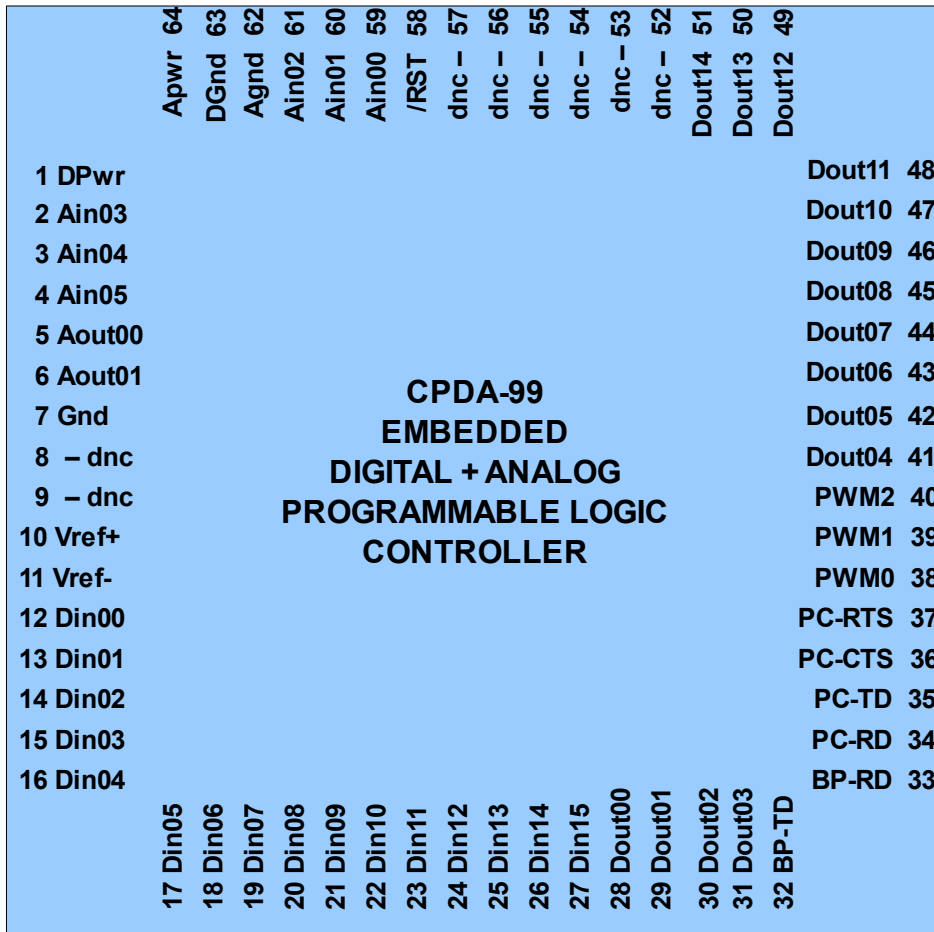 Apwr 64
DGnd 63
Agnd 62
Ain02 61
Ain01 60
Ain00 59
/RST 58
dnc – 57
dnc – 56
dnc – 55
dnc – 54
dnc – 53
dnc – 52
Dout14 51
Dout13 50
Dout12 49
1 DPwr
2 Ain03
3 Ain04
4 Ain05
5 Aout00
6 Aout01
7 Gnd
8 – dnc
9 – dnc
10 Vref+
11 Vref-
12 Din00
13 Din01
14 Din02
15 Din03
16 Din04
CPDA-99
EMBEDDED
DIGITAL + ANALOG
PROGRAMMABLE LOGIC
CONTROLLER
Dout11 48
Dout10 47
Dout09 46
Dout08 45
Dout07 44
Dout06 43
Dout05 42
Dout04 41
PWM2 40
PWM1 39
PWM0 38
PC-RTS 37
PC-CTS 36
PC-TD 35
PC-RD 34
BP-RD 33
17 Din05
18 Din06
19 Din07
20 Din08
21 Din09
22 Din10
23 Din11
24 Din12
25 Din13
26 Din14
27 Din15
28 Dout00
29 Dout01
30 Dout02
31 Dout03
32 BP-TD